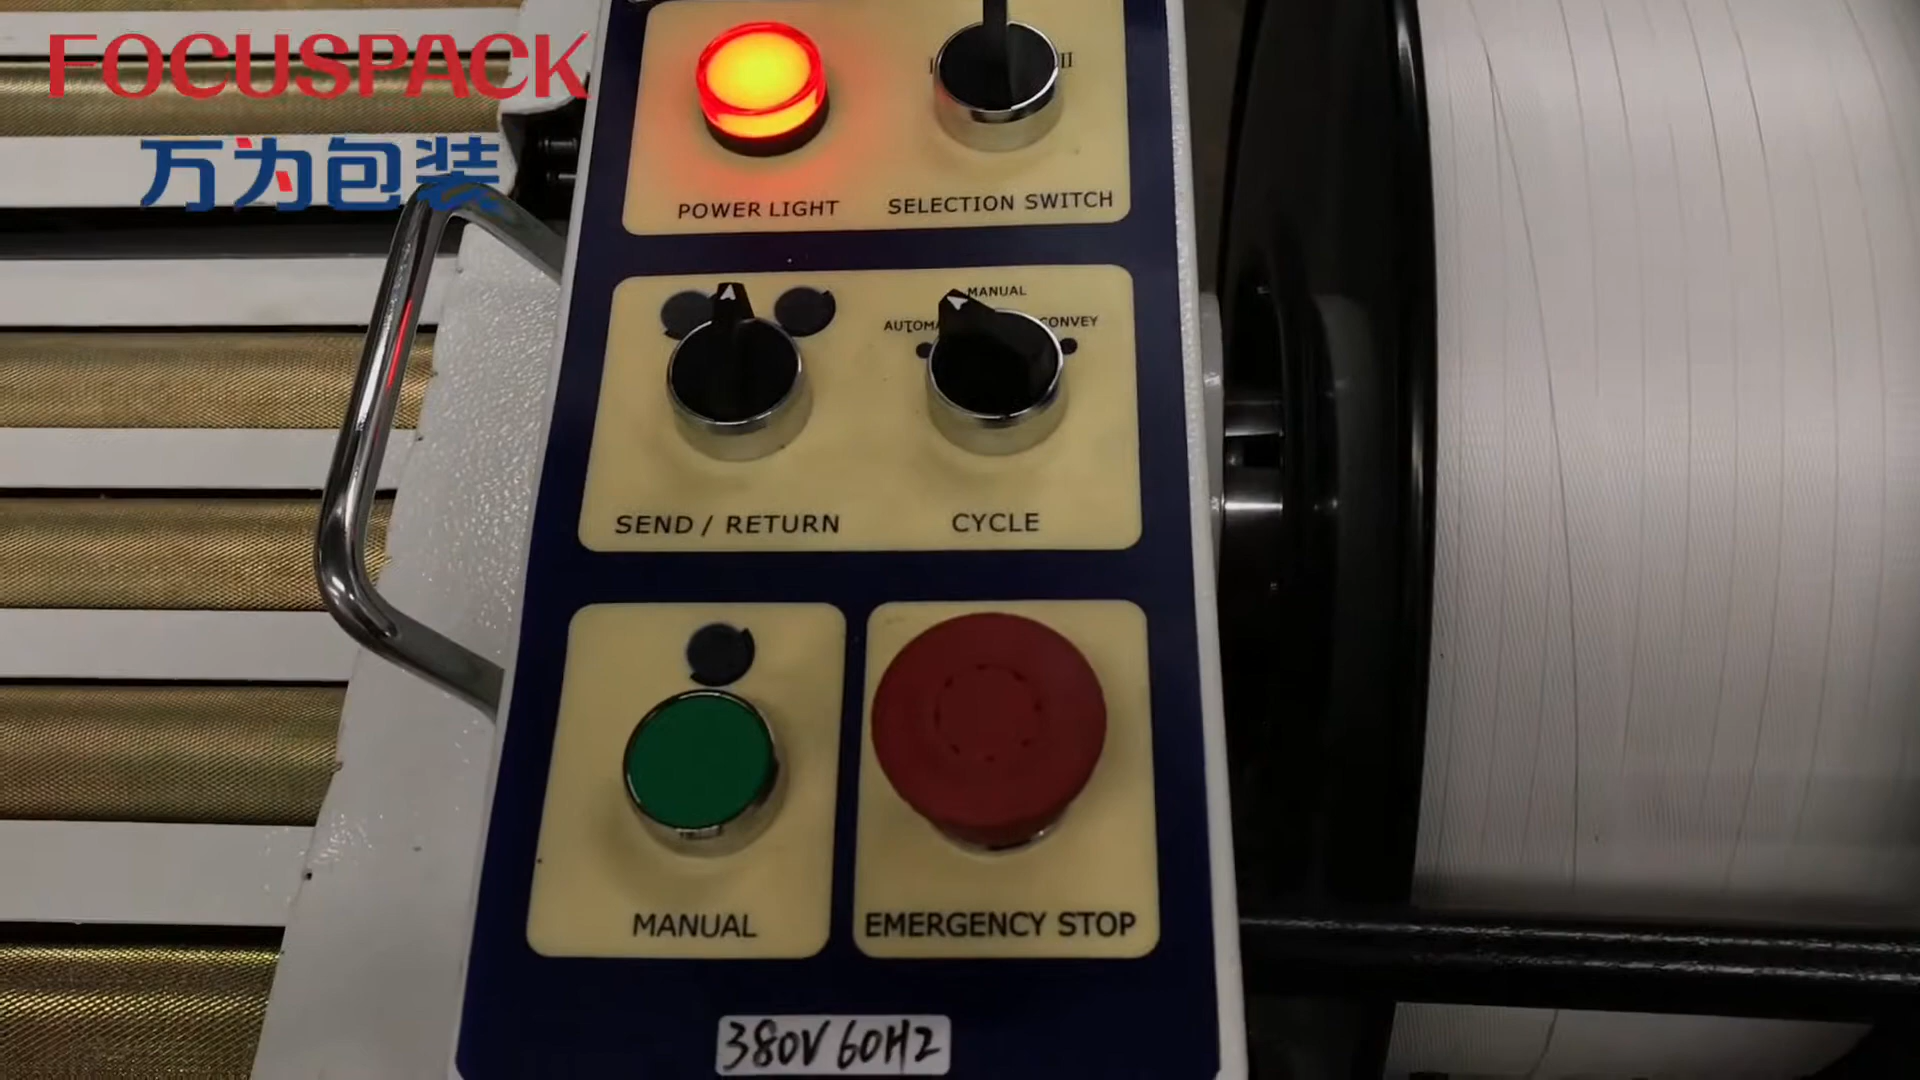 FOCUSPACK
万为包装
I II
POWER LIGHT SELECTION SWITCH
MANUAL
CONVEY
SEND / RETURN CYCLE
MANUAL EMERGENCY STOP
380V 60HZ